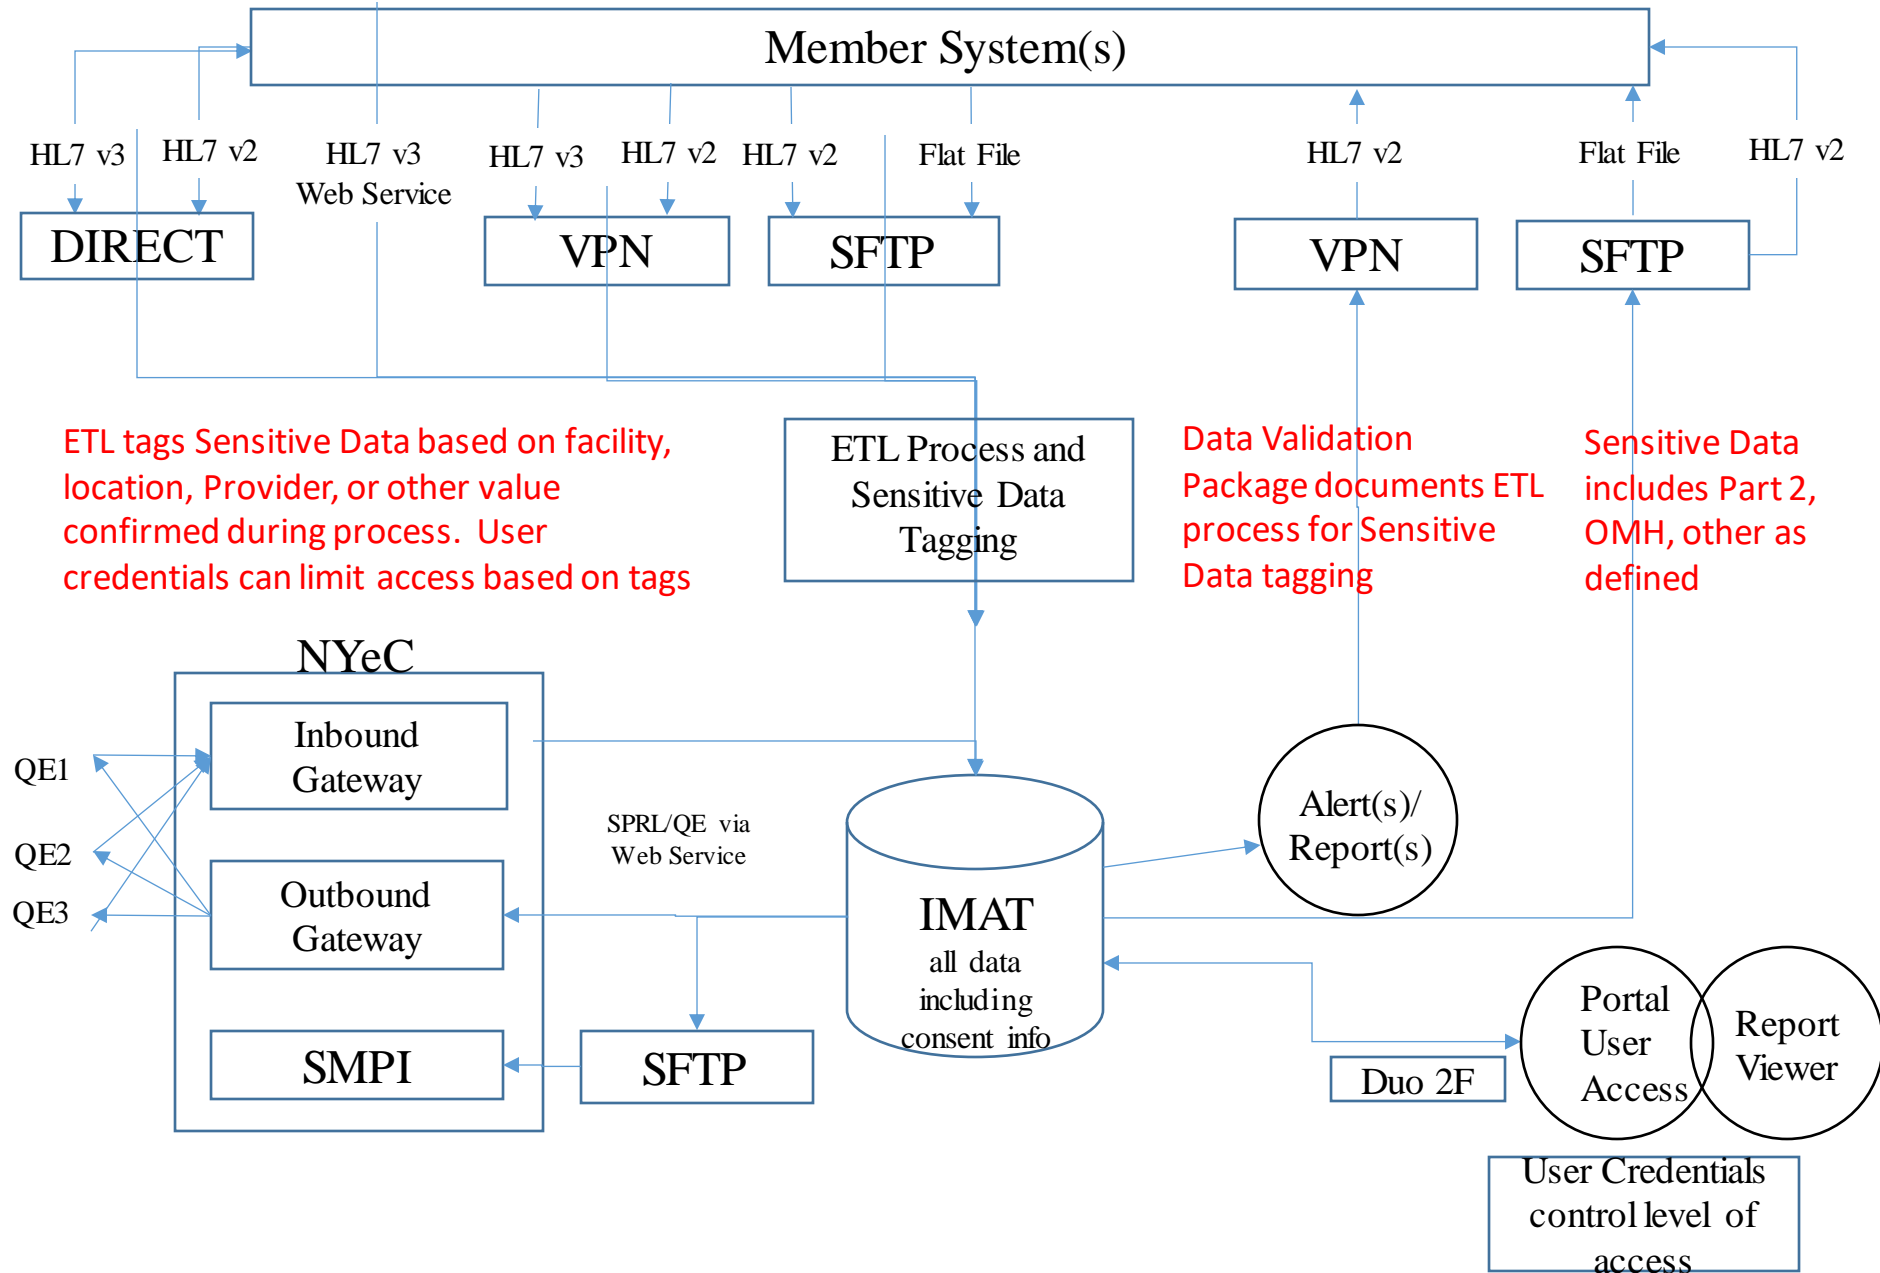 Member System(s)
HL7 v3
HL7 v2
HL7 v3
Web Service
HL7 v3
HL7 v2
HL7 v2
Flat File
HL7 v2
Flat File
HL7 v2
DIRECT
VPN
SFTP
VPN
SFTP
ETL tags Sensitive Data based on facility,
location, Provider, or other value
confirmed during process. User
credentials can limit access based on tags
ETL Process and
Sensitive Data
Tagging
Data Validation
Package documents ETL
process for Sensitive
Data tagging
Sensitive Data
includes Part 2,
OMH, other as
defined
NYeC
Inbound
Gateway
QE1
QE2
QE3
Outbound
Gateway
SMPI
SPRL/QE via
Web Service
SFTP
IMAT
all data
including
consent info
Alert(s)/
Report(s)
Duo 2F
Portal
User
Access
Report
Viewer
User Credentials
control level of
access